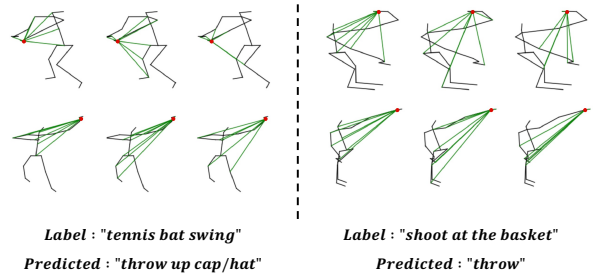 Label : "tennis bat swing"
Predicted : "throw up cap/hat"
Label : "shoot at the basket"
Predicted : "throw"